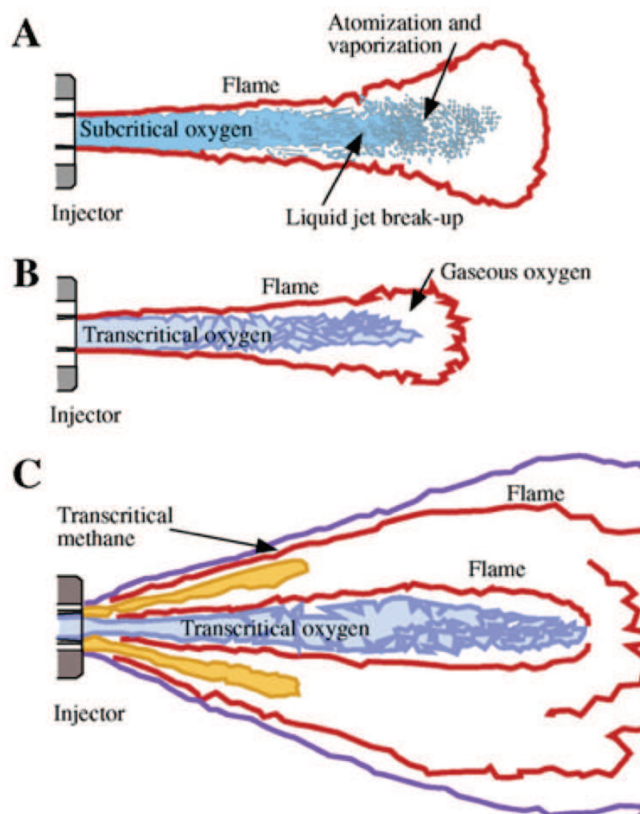 A
Atomization and
vaporization
Flame
Subcritical oxygen
Injector
Liquid jet break-up
B
Flame
Gaseous oxygen
Transcritical oxygen
Injector
C
Transcritical
methane
Flame
Flame
Transcritical oxygen
Injector